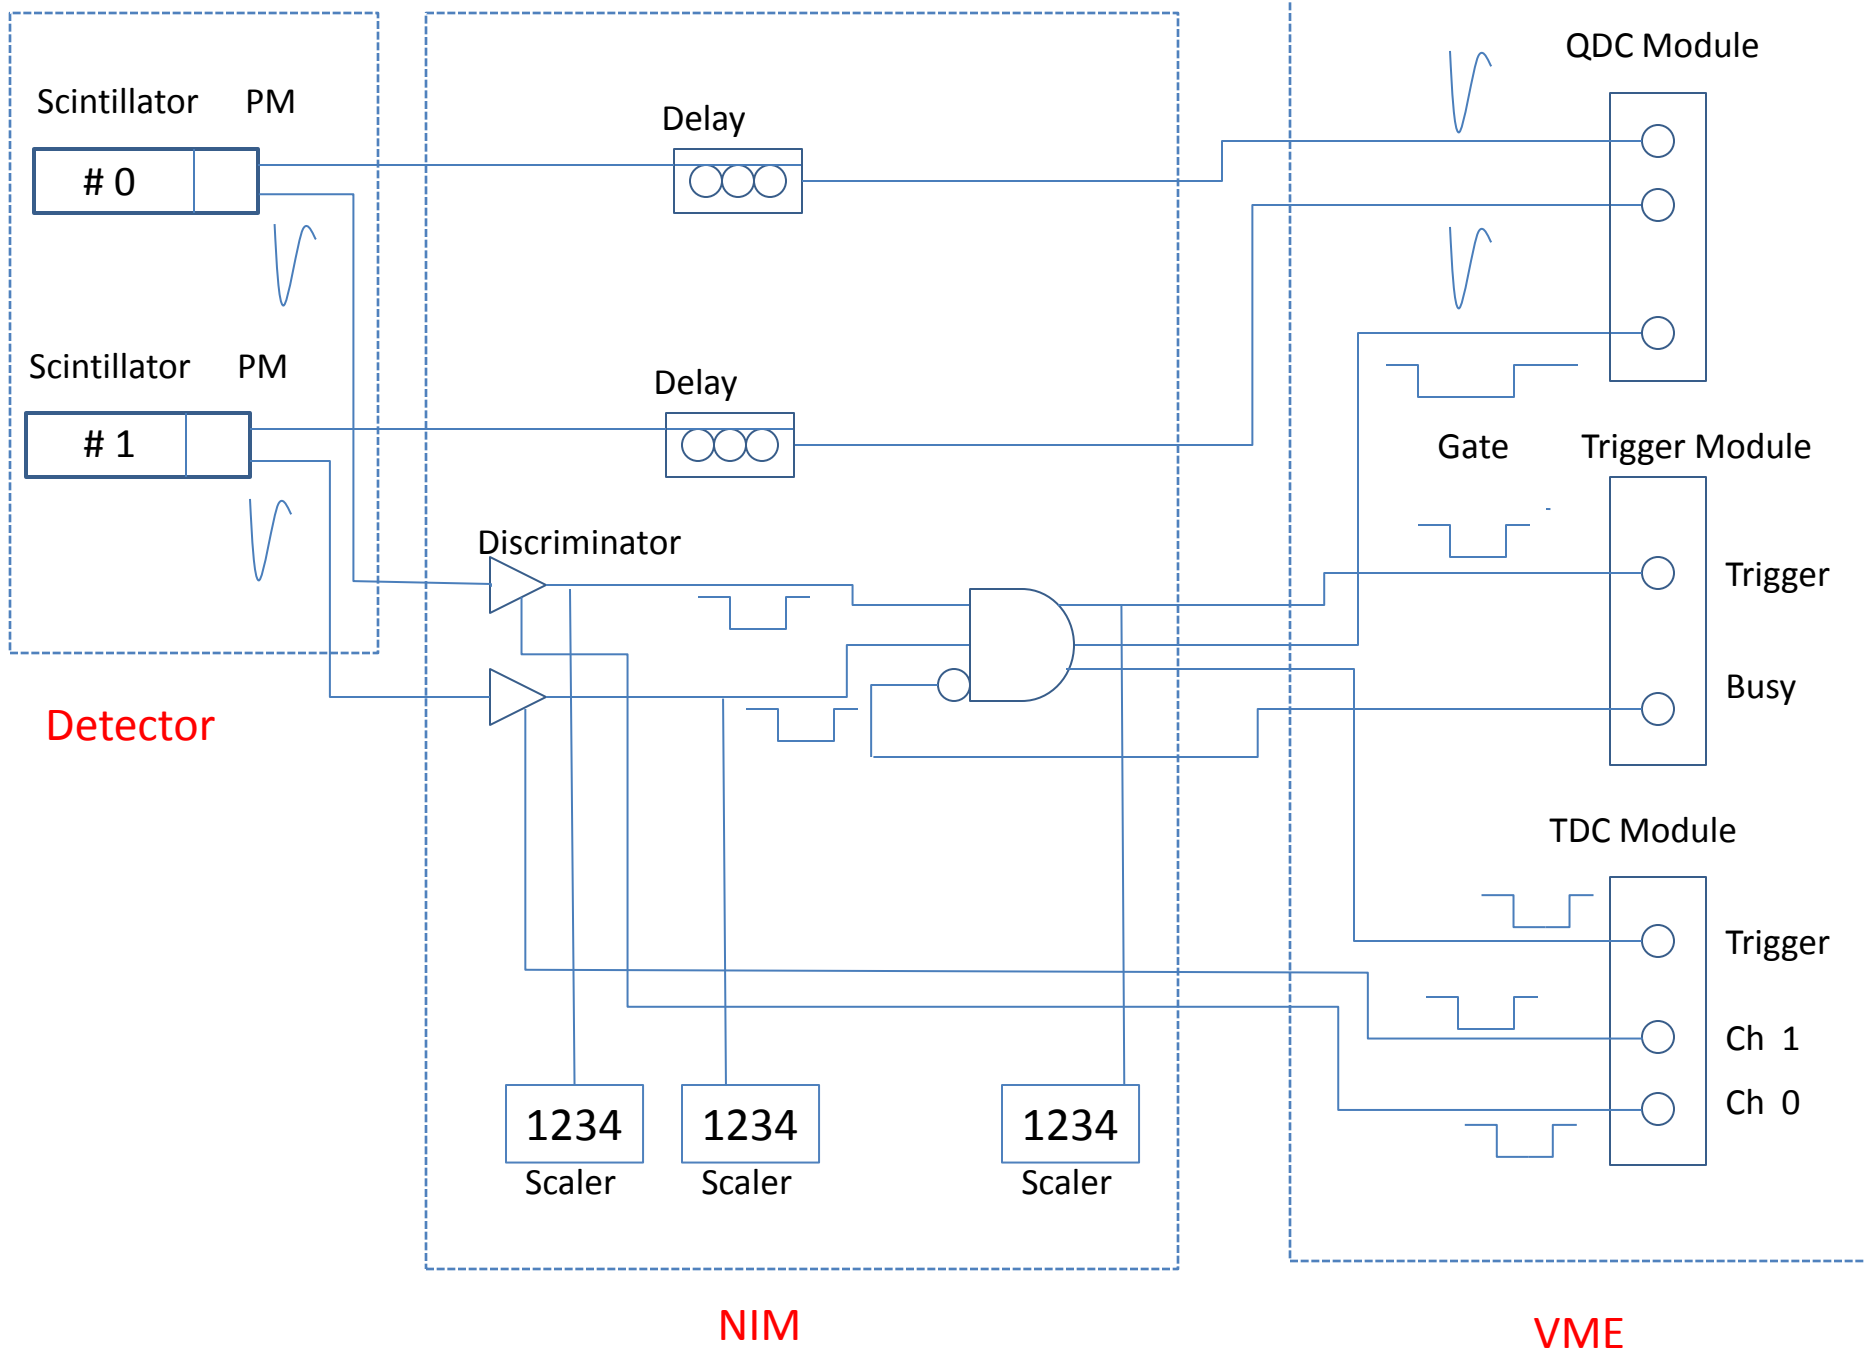 QDC Module
Scintillator PM
Delay
# 0
Scintillator PM
Delay
# 1
Gate
Trigger Module
Discriminator
Trigger
Busy
Detector
TDC Module
Trigger
Ch 1
Ch 0
1234 1234 1234
Scaler Scaler Scaler
NIM
VME